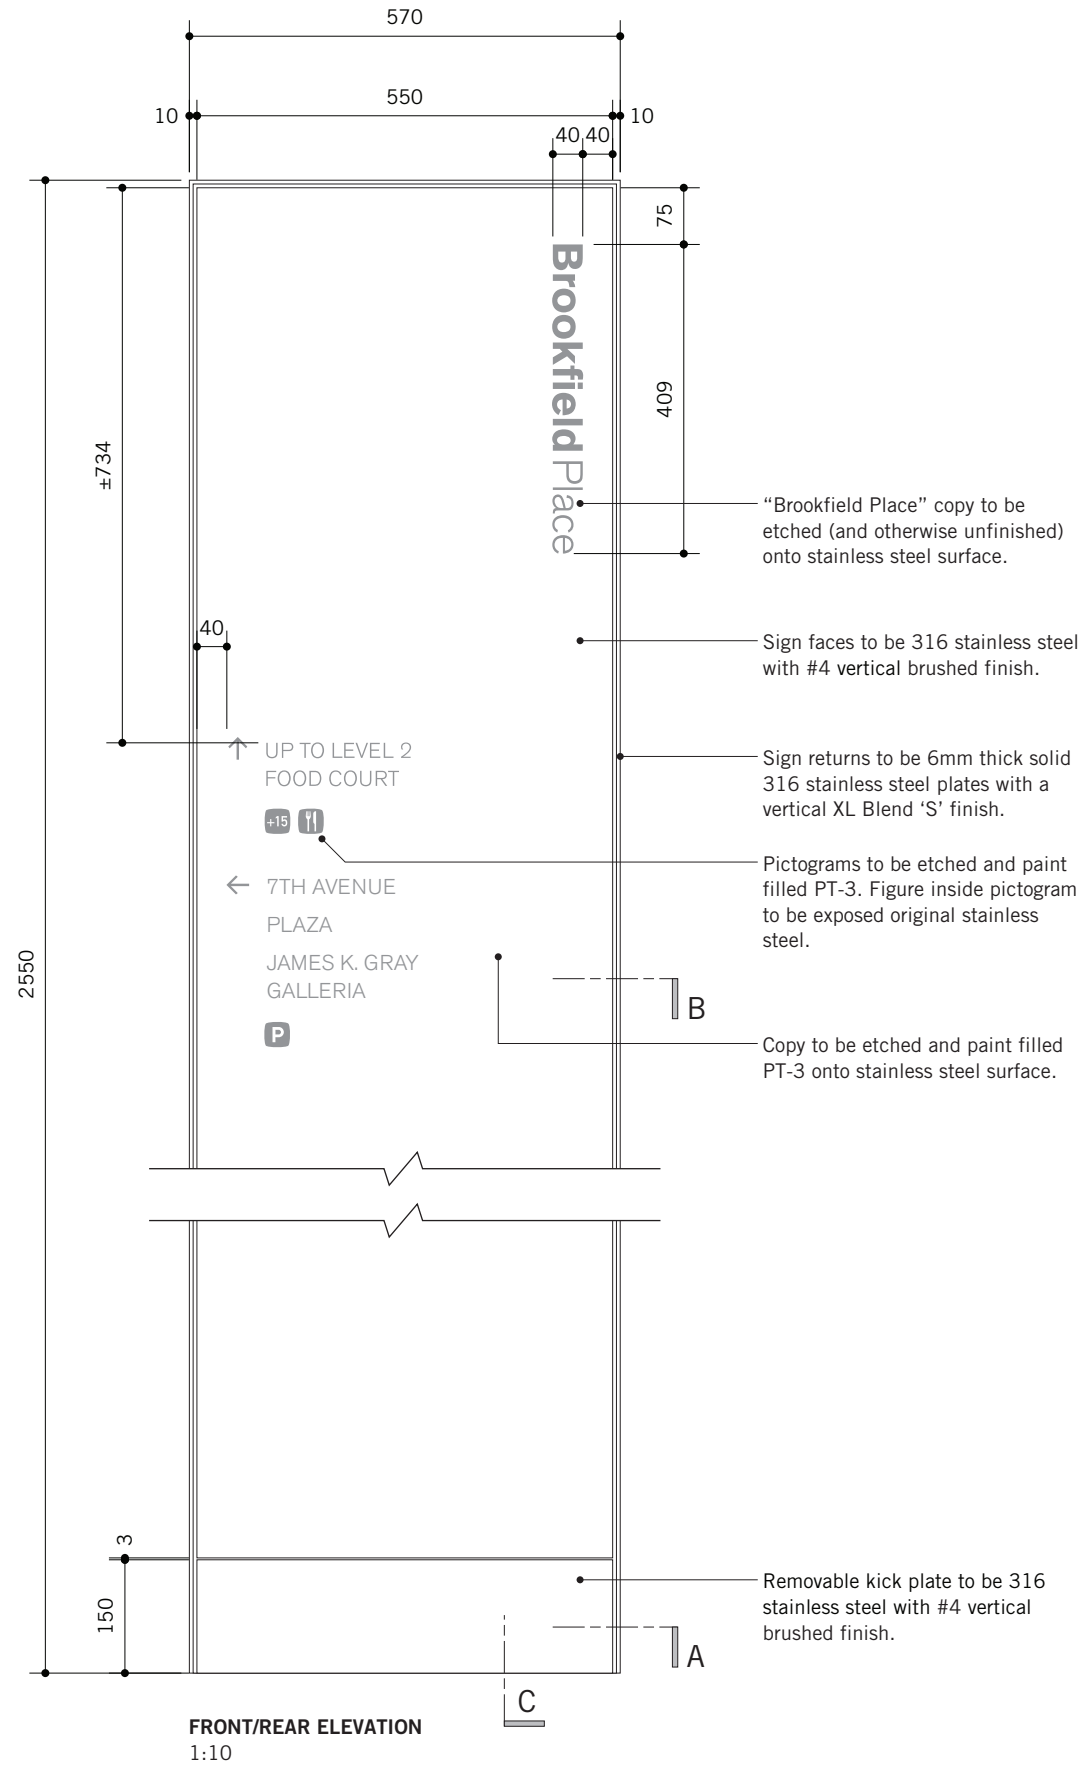 570
550
10
10
40 40
75
Brookfield Place
409
±734
“Brookfield Place” copy to be
etched (and otherwise unfinished)
onto stainless steel surface.
40
Sign faces to be 316 stainless steel
with #4 vertical brushed finish.
UP TO LEVEL 2
FOOD COURT
Sign returns to be 6mm thick solid
316 stainless steel plates with a
vertical XL Blend ‘S’ finish.
+15
Pictograms to be etched and paint
filled PT-3. Figure inside pictogram
to be exposed original stainless
steel.
7TH AVENUE
PLAZA
JAMES K. GRAY
GALLERIA
2550
B
P
Copy to be etched and paint filled
PT-3 onto stainless steel surface.
3
150
Removable kick plate to be 316
stainless steel with #4 vertical
brushed finish.
A
C
FRONT/REAR ELEVATION
1:10